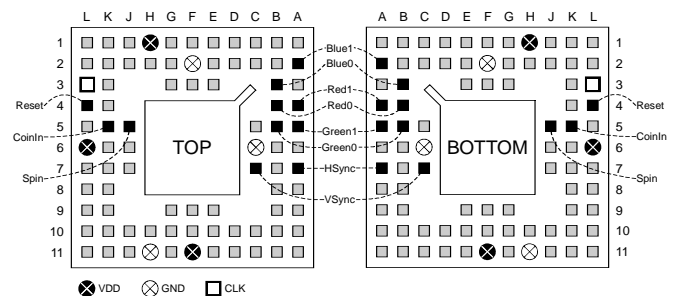 L K J H G F E D C B A A B C D E F G H J K L
1 1
2 Blue1 2
3 Blue0 3
Reset 4 Red1 4 Reset
Red0
CoinIn 5 Green1 5 CoinIn
6 TOP Green0 BOTTOM 6
Spin 7 HSync 7 Spin
8 VSync 8
9 9
10 10
11 11
VDD GND CLK